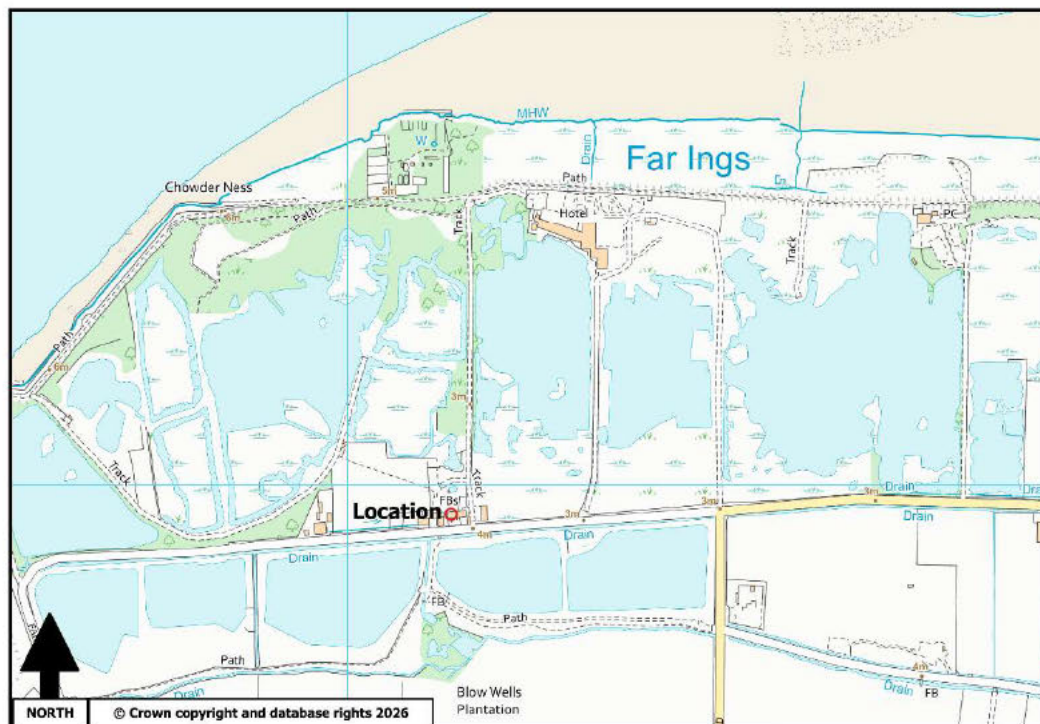 MHW
W
Drain
Far Ings
Path
Chowder Ness
5m
6m
Path
Track
Hotel
PC
Track
Path
6m
3m
Track
Track
FBs
Location
3m
3m
3m
Drain
Drain
4m
Drain
Drain
Drain
FB
Path
Path
Drain
4m
Drain
FB
Blow Wells
Plantation
NORTH
© Crown copyright and database rights 2026